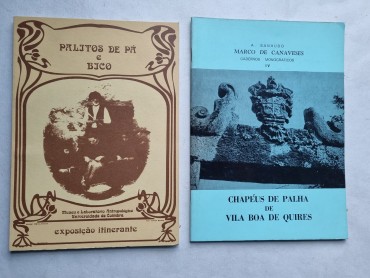 PALITOS DE PÁ
e
BICO
Museu e Laboratório Antropológico
Universidade de Coimbra
exposição itinerante
MARCO DE CANAVESES
CADERNOS MONOGRÁFICOS
CHAPÉUS DE PALHA
DE
VILA BOA DE QUIRES